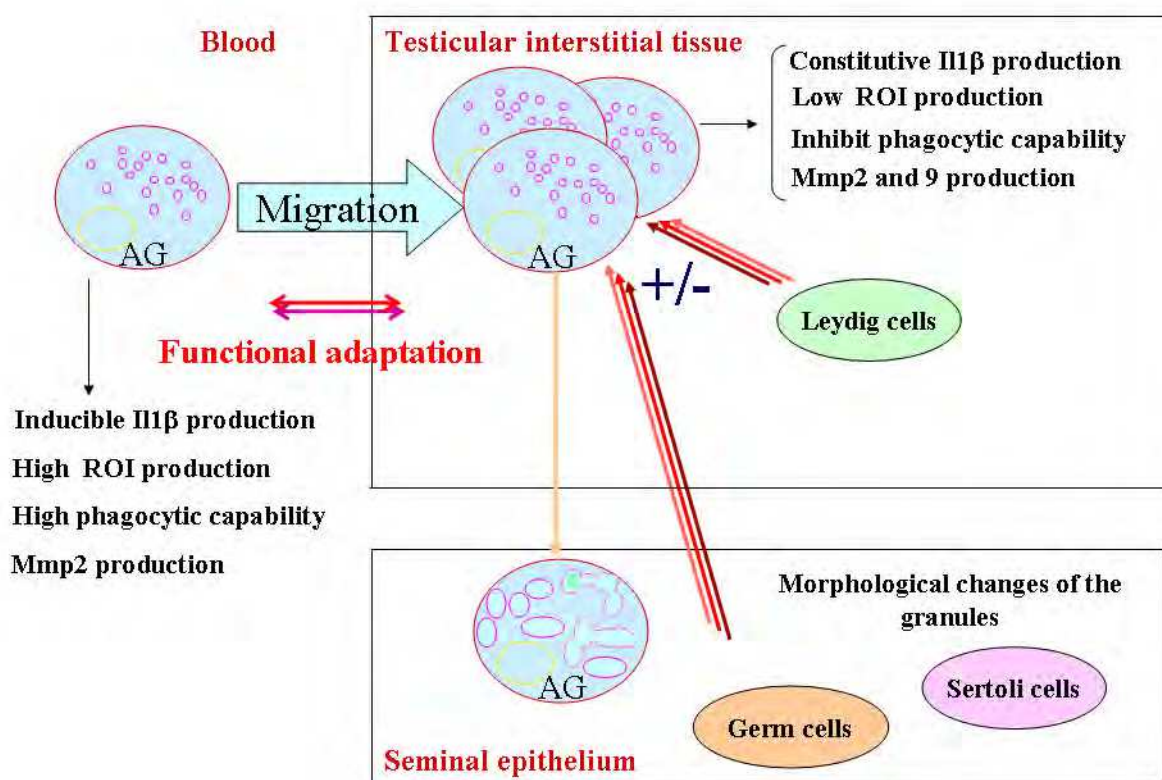 Blood
Testicular interstitial tissue
Constitutive Il1β production
Low ROI production
Inhibit phagocytic capability
Mmp2 and 9 production
Migration
AG
AG
+/-
Leydig cells
Functional adaptation
Inducible Il1β production
High ROI production
High phagocytic capability
Mmp2 production
Morphological changes of the
granules
AG
Sertoli cells
Germ cells
Seminal epithelium